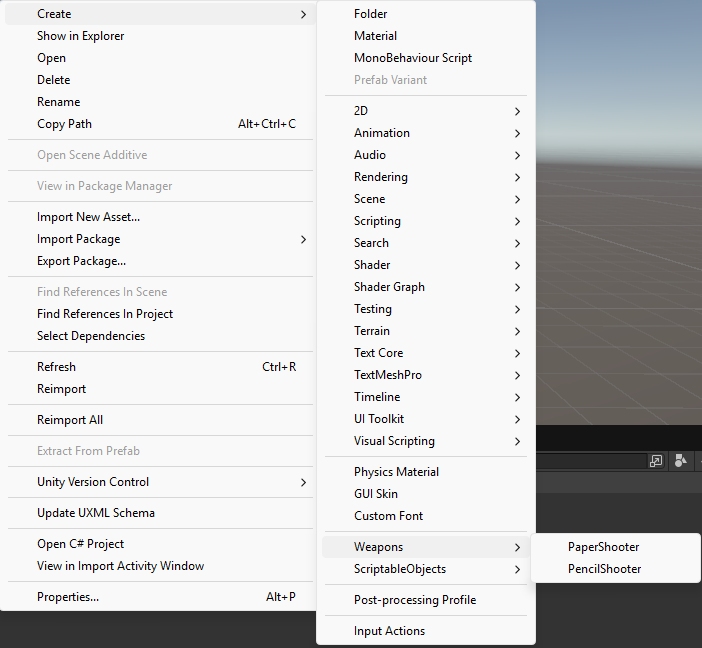 Create
Show in Explorer
Open
Delete
Rename
Copy Path Alt+Ctrl+C
Open Scene Additive
View in Package Manager
Import New Asset...
Import Package
Export Package...
Find References In Scene
Find References In Project
Select Dependencies
Refresh Ctrl+R
Reimport
Reimport All
Extract From Prefab
Unity Version Control
Update UXML Schema
Open C# Project
View in Import Activity Window
Properties... Alt+P
Folder
Material
MonoBehaviour Script
Prefab Variant
2D
Animation
Audio
Rendering
Scene
Scripting
Search
Shader
Shader Graph
Testing
Terrain
Text Core
TextMeshPro
Timeline
UI Toolkit
Visual Scripting
Physics Material
GUI Skin
Custom Font
Weapons
ScriptableObjects
Post-processing Profile
Input Actions
PaperShooter
PencilShooter